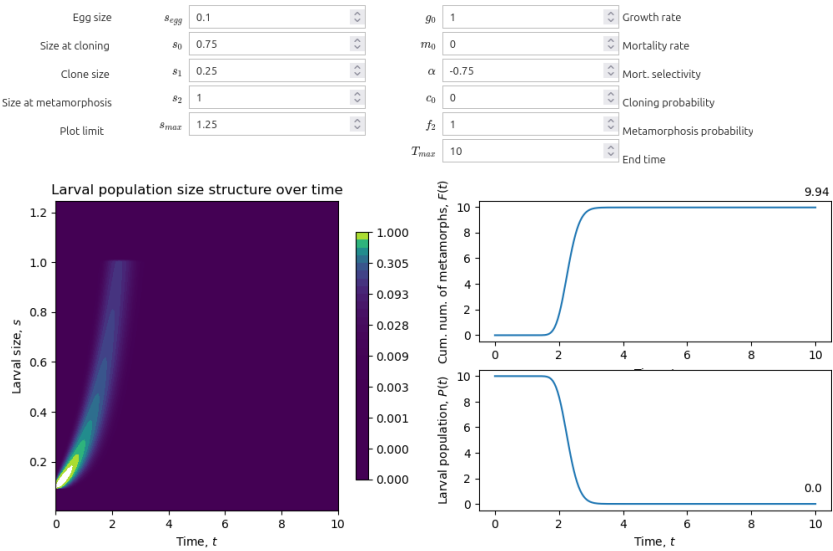 Egg size s_egg 0.1 g_0 1 Growth rate
Size at cloning s_0 0.75 m_0 0 Mortality rate
Clone size s_1 0.25 α -0.75 Mort. selectivity
Size at metamorphosis s_2 1 c_0 0 Cloning probability
Plot limit s_max 1.25 f_2 1 Metamorphosis probability
T_max 10 End time
Larval population size structure over time
1.2
1.0
0.8
0.6
0.4
0.2
Larval size, s
0 2 4 6 8 10
Time, t
1.000
0.305
0.093
0.028
0.009
0.003
0.001
0.000
0.000
9.94
Cum. num. of metamorphs, F(t)
10
8
6
4
2
0
0 2 4 6 8 10
Larval population, P(t)
10
8
6
4
2
0
0.0
0 2 4 6 8 10
Time, t